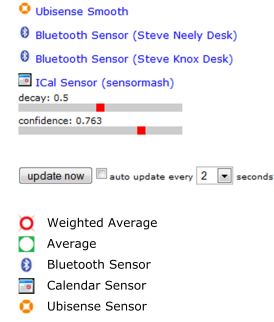 Ubisense Smooth
Bluetooth Sensor (Steve Neely Desk)
Bluetooth Sensor (Steve Knox Desk)
ICal Sensor (sensormash)
decay: 0.5
confidence: 0.763
update now auto update every 2 seconds
Weighted Average
Average
Bluetooth Sensor
Calendar Sensor
Ubisense Sensor